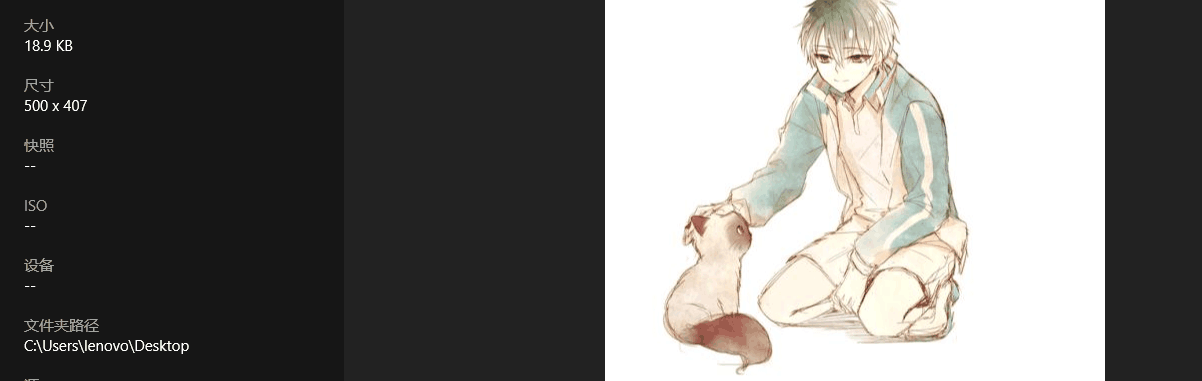 大小
18.9 KB
尺寸
500 x 407
快照
--
ISO
--
设备
--
文件夹路径
C:\Users\lenovo\Desktop